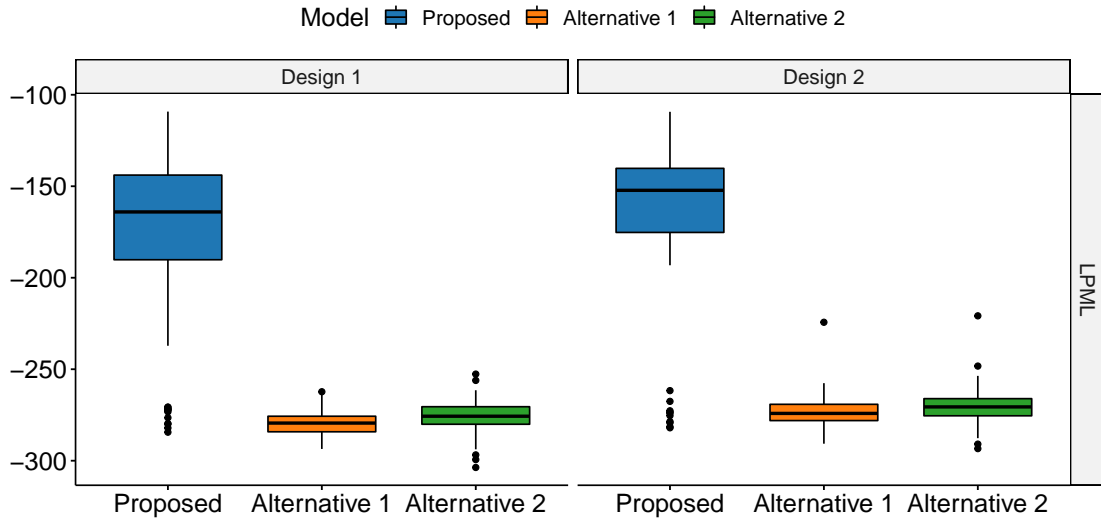 Model Proposed Alternative 1 Alternative 2
Design 1 Design 2
−100
−150
−200
−250
−300
LPML
Proposed Alternative 1 Alternative 2 Proposed Alternative 1 Alternative 2